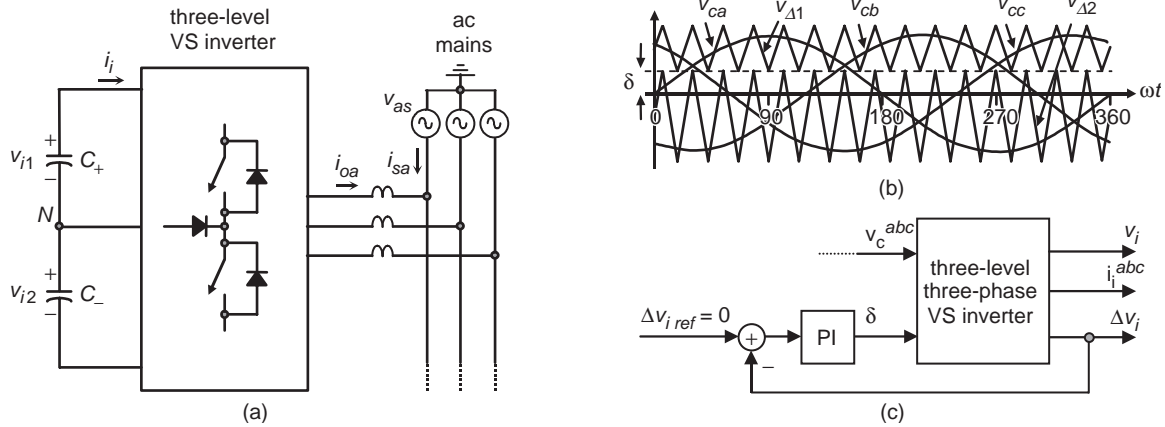 three-level
VS inverter
ac
mains
i_i
v_as
v_i1
+
−
C_+
i_oa
i_sa
N
v_i2
+
−
C_−
(a)
v_ca
v_Δ1
v_cb
v_cc
v_Δ2
δ
ωt
0
90
180
270
360
(b)
v_c^abc
three-level
three-phase
VS inverter
v_i
i_i^abc
Δv_i
Δv_i ref = 0
+
−
PI
δ
(c)